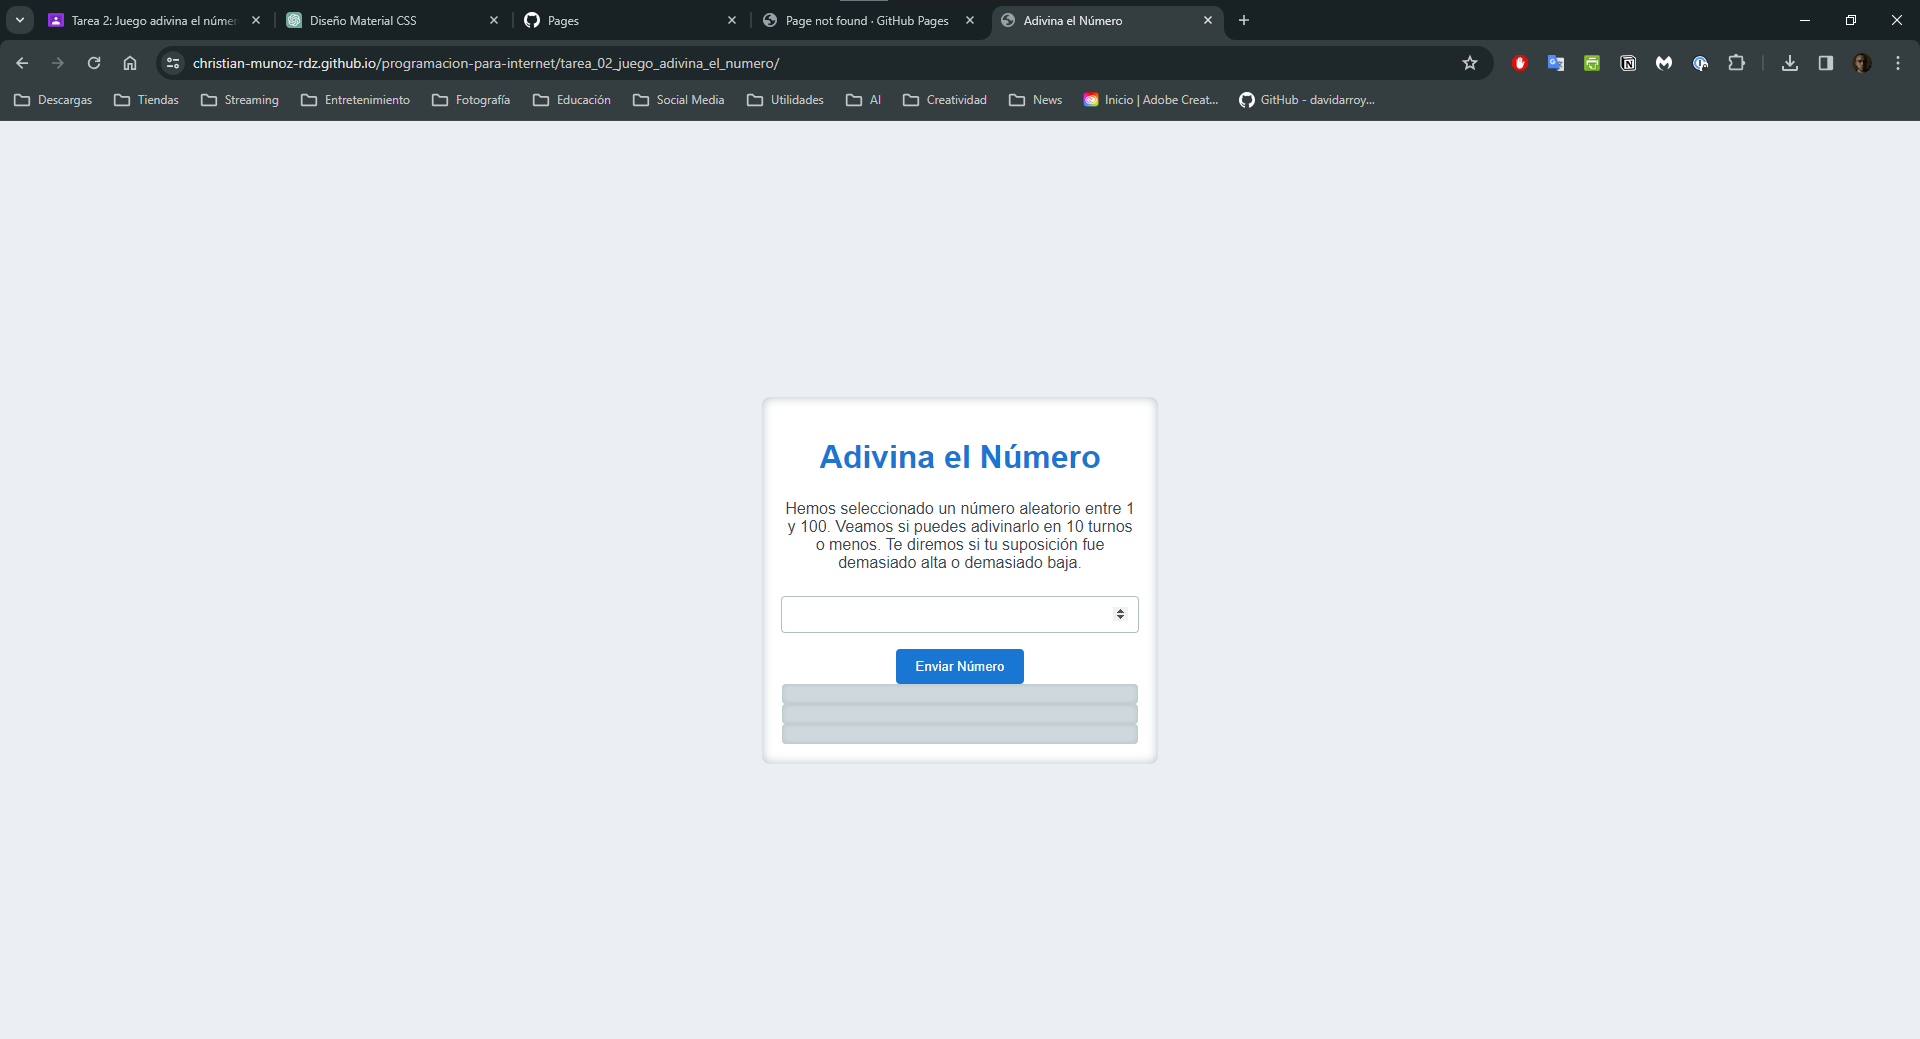 Tarea 2: Juego adivina el númer
Diseño Material CSS
Pages
Page not found · GitHub Pages
Adivina el Número
christian-munoz-rdz.github.io/programacion-para-internet/tarea_02_juego_adivina_el_numero/
Descargas
Tiendas
Streaming
Entretenimiento
Fotografía
Educación
Social Media
Utilidades
AI
Creatividad
News
Inicio | Adobe Creat...
GitHub - davidarroy...
Adivina el Número
Hemos seleccionado un número aleatorio entre 1
y 100. Veamos si puedes adivinarlo en 10 turnos
o menos. Te diremos si tu suposición fue
demasiado alta o demasiado baja.
Enviar Número